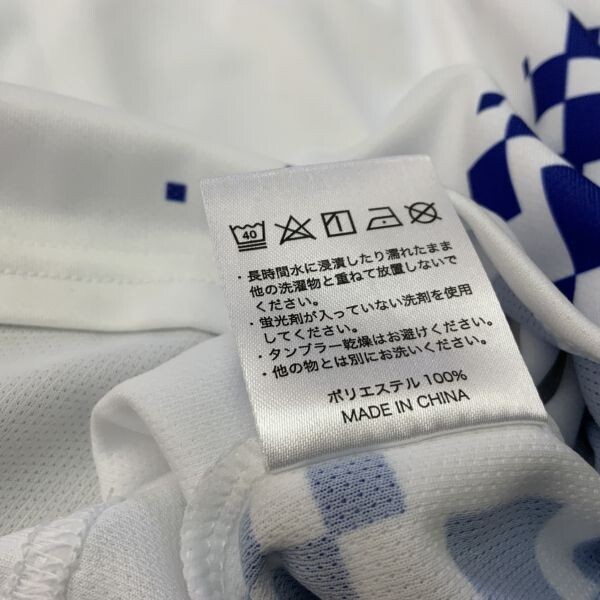 40
・長時間水に浸漬したり濡れたまま
他の洗濯物と重ねて放置しないで
ください。
・蛍光剤が入っていない洗剤を使用
してください。
・タンブラー乾燥はお避けください。
・他の物とは別にお洗いください。
ポリエステル 100%
MADE IN CHINA